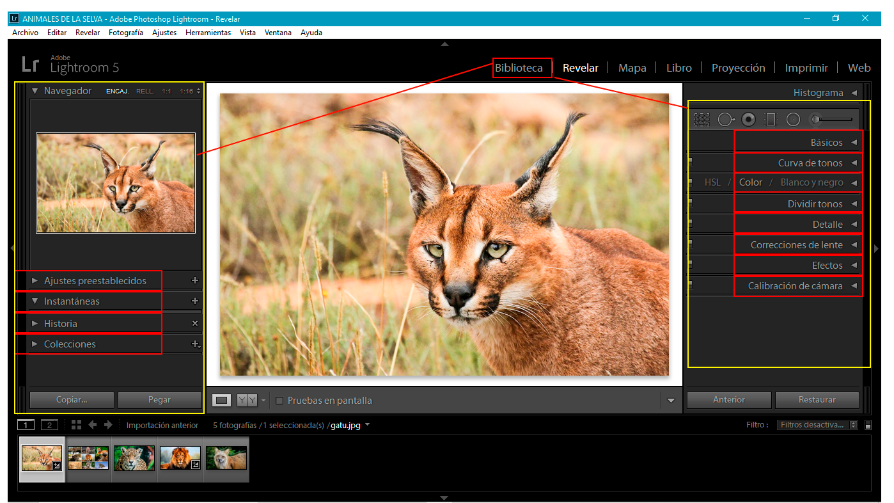 Lr ANIMALES DE LA SELVA - Adobe Photoshop Lightroom - Revelar
Archivo Editar Revelar Fotografía Ajustes Herramientas Vista Ventana Ayuda
Lr Adobe
Lightroom 5
Biblioteca | Revelar | Mapa | Libro | Proyección | Imprimir | Web
Navegador ENCAJ. RELL. 1:1 1:16
Ajustes preestablecidos +
Instantáneas +
Historia ×
Colecciones +
Copiar... Pegar
YY Pruebas en pantalla
Histograma
Básicos
Curva de tonos
HSL / Color / Blanco y negro
Dividir tonos
Detalle
Correcciones de lente
Efectos
Calibración de cámara
Anterior Restaurar
1 2 Importación anterior 5 fotografías /1 seleccionada(s) /gatu.jpg Filtro : Filtros desactiva...